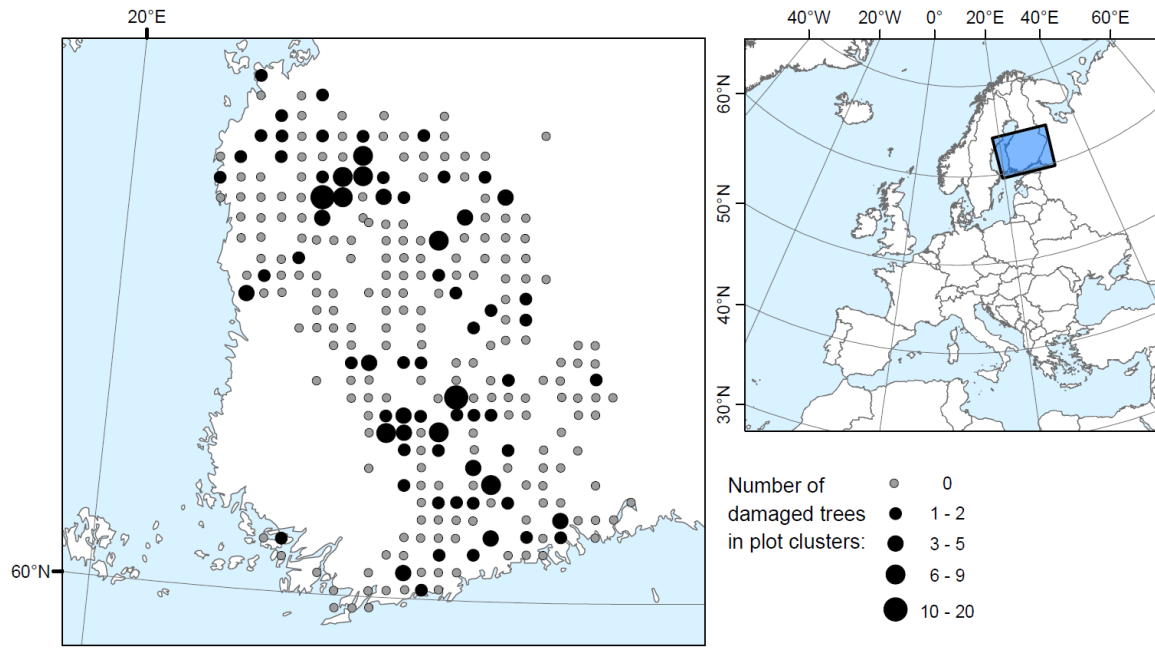 20°E
60°N
40°W 20°W 0° 20°E 40°E 60°E
60°N
50°N
40°N
30°N
Number of
damaged trees
in plot clusters:
0
1 - 2
3 - 5
6 - 9
10 - 20